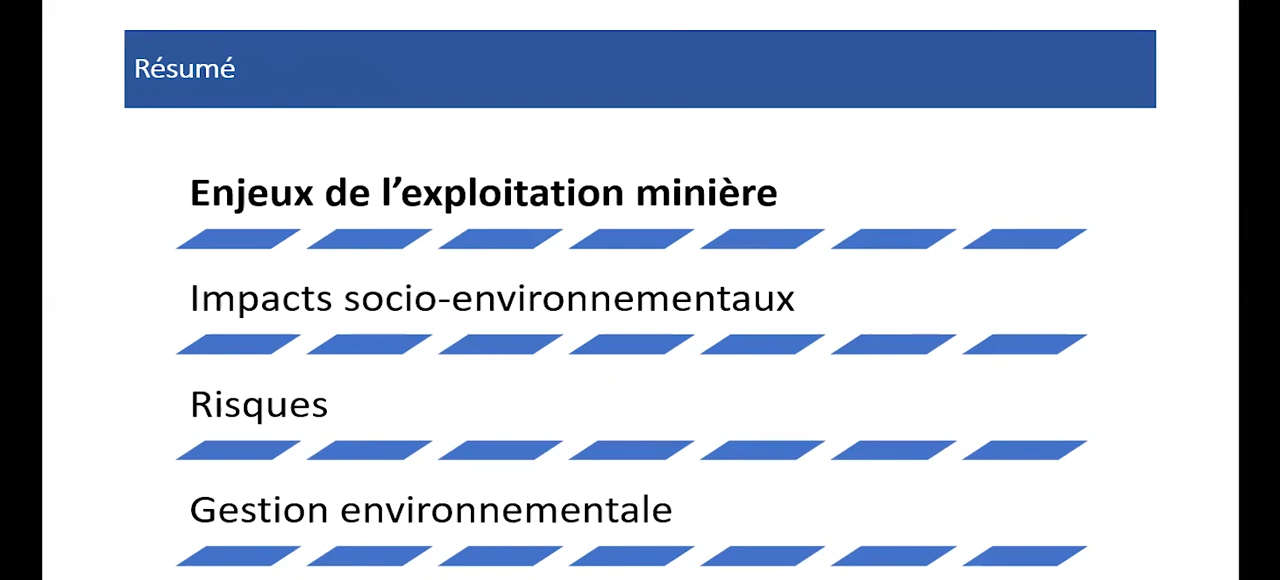 Résumé
Enjeux de l’exploitation minière
Impacts socio-environnementaux
Risques
Gestion environnementale